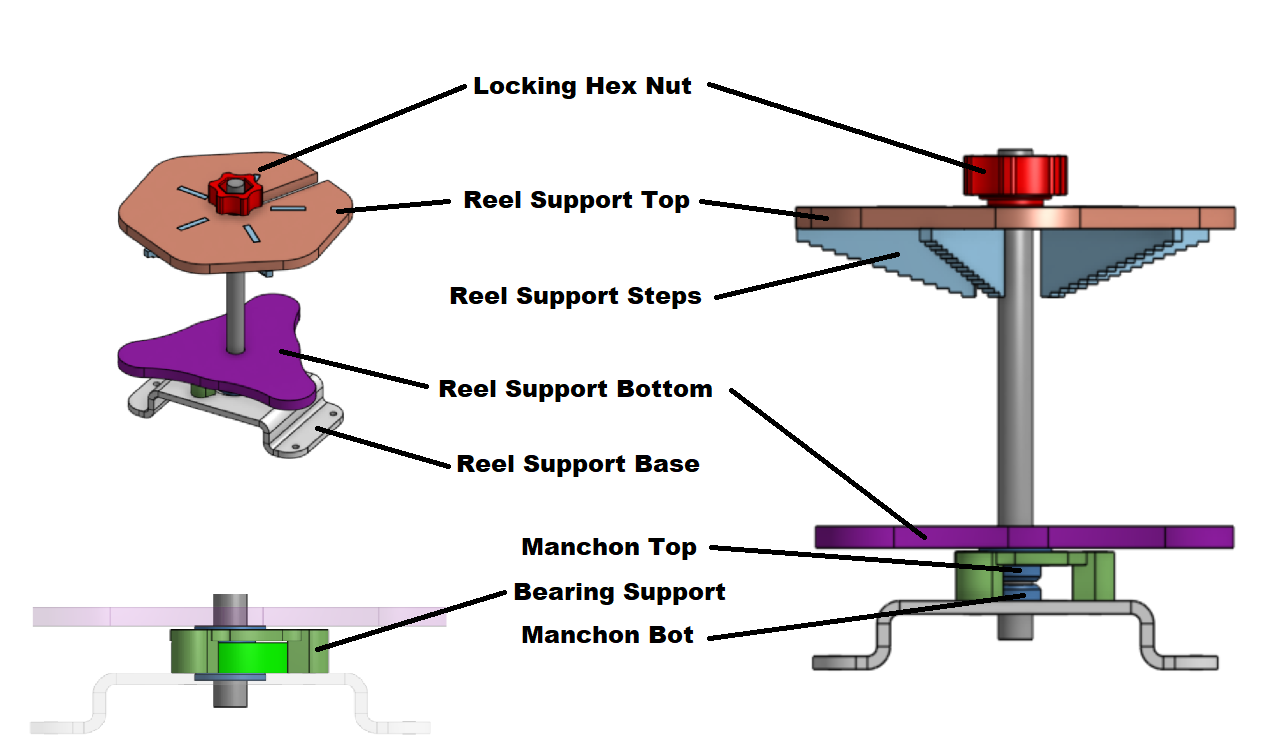 Locking Hex Nut
Reel Support Top
Reel Support Steps
Reel Support Bottom
Reel Support Base
Manchon Top
Bearing Support
Manchon Bot